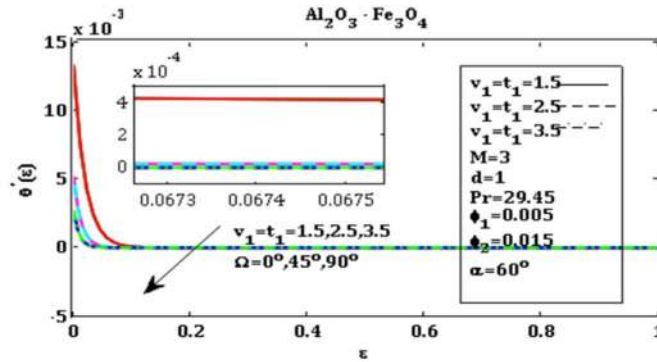 Al₂O₃ - Fe₃O₄
x 10⁻³
15
10
5
0
-5
θ'(ε)
x 10⁻⁴
4
2
0
0.0673 0.0674 0.0675
v₁=t₁=1.5,2.5,3.5
Ω=0°,45°,90°
v₁=t₁=1.5
v₁=t₁=2.5
v₁=t₁=3.5
M=3
d=1
Pr=29.45
ϕ₁=0.005
ϕ₂=0.015
α=60°
0 0.2 0.4 0.6 0.8 1
ε